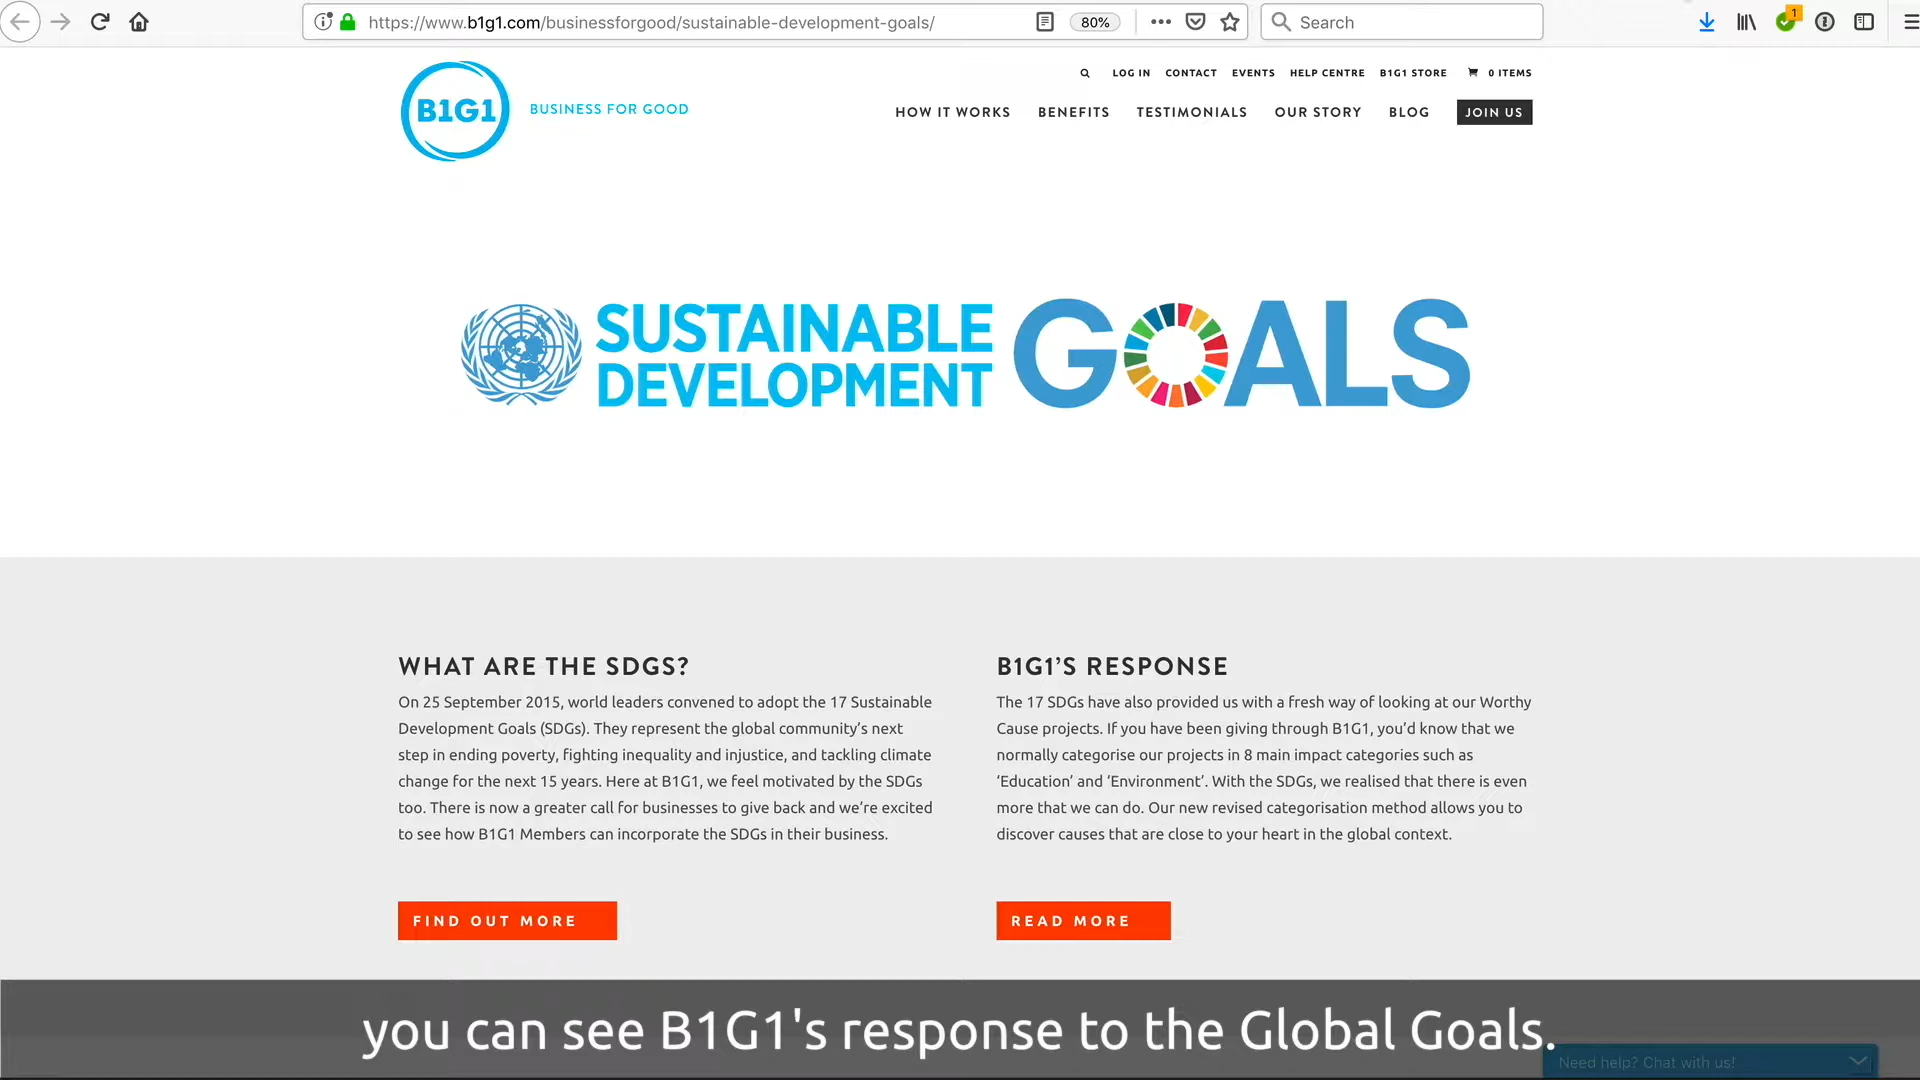 https://www.b1g1.com/businessforgood/sustainable-development-goals/
80%
Search
1
LOG IN CONTACT EVENTS HELP CENTRE B1G1 STORE 0 ITEMS
B1G1
BUSINESS FOR GOOD
HOW IT WORKS BENEFITS TESTIMONIALS OUR STORY BLOG JOIN US
SUSTAINABLE
DEVELOPMENT
GOALS
WHAT ARE THE SDGS?
On 25 September 2015, world leaders convened to adopt the 17 Sustainable
Development Goals (SDGs). They represent the global community’s next
step in ending poverty, fighting inequality and injustice, and tackling climate
change for the next 15 years. Here at B1G1, we feel motivated by the SDGs
too. There is now a greater call for businesses to give back and we’re excited
to see how B1G1 Members can incorporate the SDGs in their business.
FIND OUT MORE
B1G1’S RESPONSE
The 17 SDGs have also provided us with a fresh way of looking at our Worthy
Cause projects. If you have been giving through B1G1, you’d know that we
normally categorise our projects in 8 main impact categories such as
‘Education’ and ‘Environment’. With the SDGs, we realised that there is even
more that we can do. Our new revised categorisation method allows you to
discover causes that are close to your heart in the global context.
READ MORE
you can see B1G1's response to the Global Goals.
Need help? Chat with us!